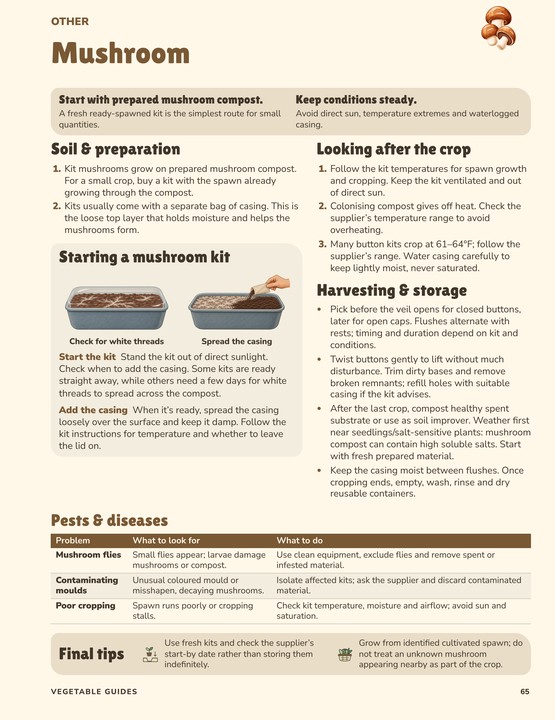 OTHER
Mushroom
Start with prepared mushroom compost.
A fresh ready-spawned kit is the simplest route for small
quantities.
Keep conditions steady.
Avoid direct sun, temperature extremes and waterlogged
casing.
Soil & preparation
1. Kit mushrooms grow on prepared mushroom compost.
For a small crop, buy a kit with the spawn already
growing through the compost.
2. Kits usually come with a separate bag of casing. This is
the loose top layer that holds moisture and helps the
mushrooms form.
Starting a mushroom kit
Check for white threads
Spread the casing
Start the kit Stand the kit out of direct sunlight.
Check when to add the casing. Some kits are ready
straight away, while others need a few days for white
threads to spread across the compost.
Add the casing When it's ready, spread the casing
loosely over the surface and keep it damp. Follow the
kit instructions for temperature and whether to leave
the lid on.
Looking after the crop
1. Follow the kit temperatures for spawn growth
and cropping. Keep the kit ventilated and out
of direct sun.
2. Colonising compost gives off heat. Check the
supplier's temperature range to avoid
overheating.
3. Many button kits crop at 61–64°F; follow the
supplier's range. Water casing carefully to
keep lightly moist, never saturated.
Harvesting & storage
• Pick before the veil opens for closed buttons,
later for open caps. Flushes alternate with
rests; timing and duration depend on kit and
conditions.
• Twist buttons gently to lift without much
disturbance. Trim dirty bases and remove
broken remnants; refill holes with suitable
casing if the kit advises.
• After the last crop, compost healthy spent
substrate or use as soil improver. Weather first
near seedlings/salt-sensitive plants: mushroom
compost can contain high soluble salts. Start
with fresh prepared material.
• Keep the casing moist between flushes. Once
cropping ends, empty, wash, rinse and dry
reusable containers.
Pests & diseases
Problem What to look for What to do
Mushroom flies Small flies appear; larvae damage Use clean equipment, exclude flies and remove spent or
mushrooms or compost. infested material.
Contaminating Unusual coloured mould or Isolate affected kits; ask the supplier and discard contaminated
moulds misshapen, decaying mushrooms. material.
Poor cropping Spawn runs poorly or cropping Check kit temperature, moisture and airflow; avoid sun and
stalls. saturation.
Final tips
Use fresh kits and check the supplier's
start-by date rather than storing them
indefinitely.
Grow from identified cultivated spawn; do
not treat an unknown mushroom
appearing nearby as part of the crop.
VEGETABLE GUIDES 65